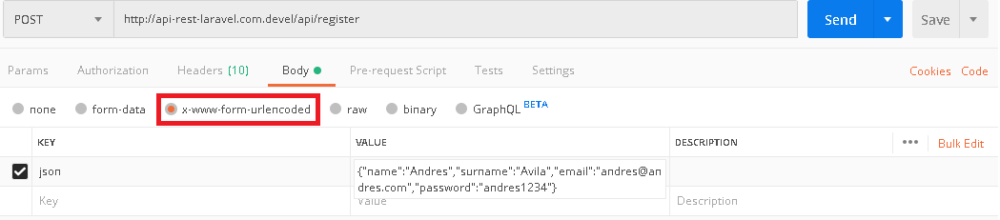 POST http://api-rest-laravel.com.devel/api/register Send Save
Params Authorization Headers (10) Body Pre-request Script Tests Settings Cookies Code
none form-data x-www-form-urlencoded raw binary GraphQL BETA
KEY VALUE DESCRIPTION ••• Bulk Edit
json {"name":"Andres","surname":"Avila","email":"andres@an
dres.com","password":"andres1234"}
Key Value Description